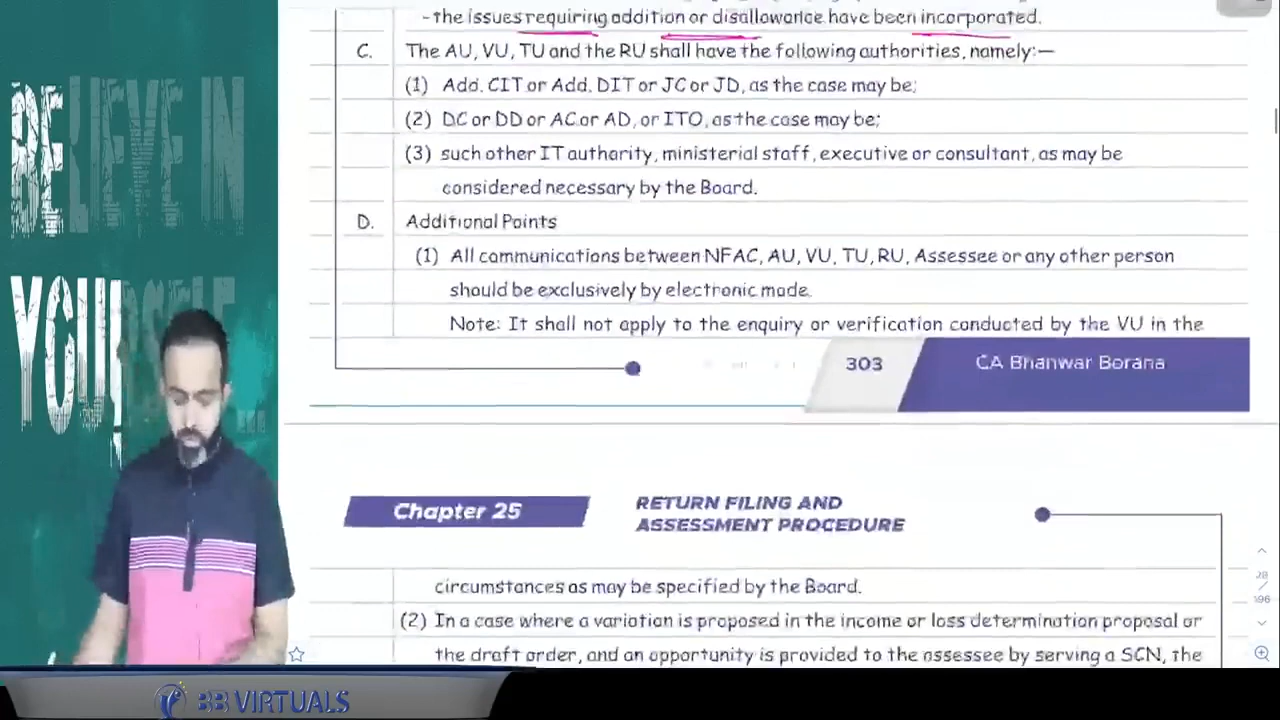 - the issues requiring addition or disallowance have been incorporated.
C. The AU, VU, TU and the RU shall have the following authorities, namely:—
(1) Add. CIT or Add. DIT or JC or JD, as the case may be;
(2) DC or DD or AC or AD, or ITO, as the case may be;
(3) such other IT authority, ministerial staff, executive or consultant, as may be
considered necessary by the Board.
D. Additional Points
(1) All communications between NFAC, AU, VU, TU, RU, Assessee or any other person
should be exclusively by electronic mode.
Note: It shall not apply to the enquiry or verification conducted by the VU in the
303 CA Bhanwar Borana
Chapter 25
RETURN FILING AND
ASSESSMENT PROCEDURE
circumstances as may be specified by the Board.
(2) In a case where a variation is proposed in the income or loss determination proposal or
the draft order, and an opportunity is provided to the assessee by serving a SCN, the
28
/
196
BELIEVE IN
BB VIRTUALS